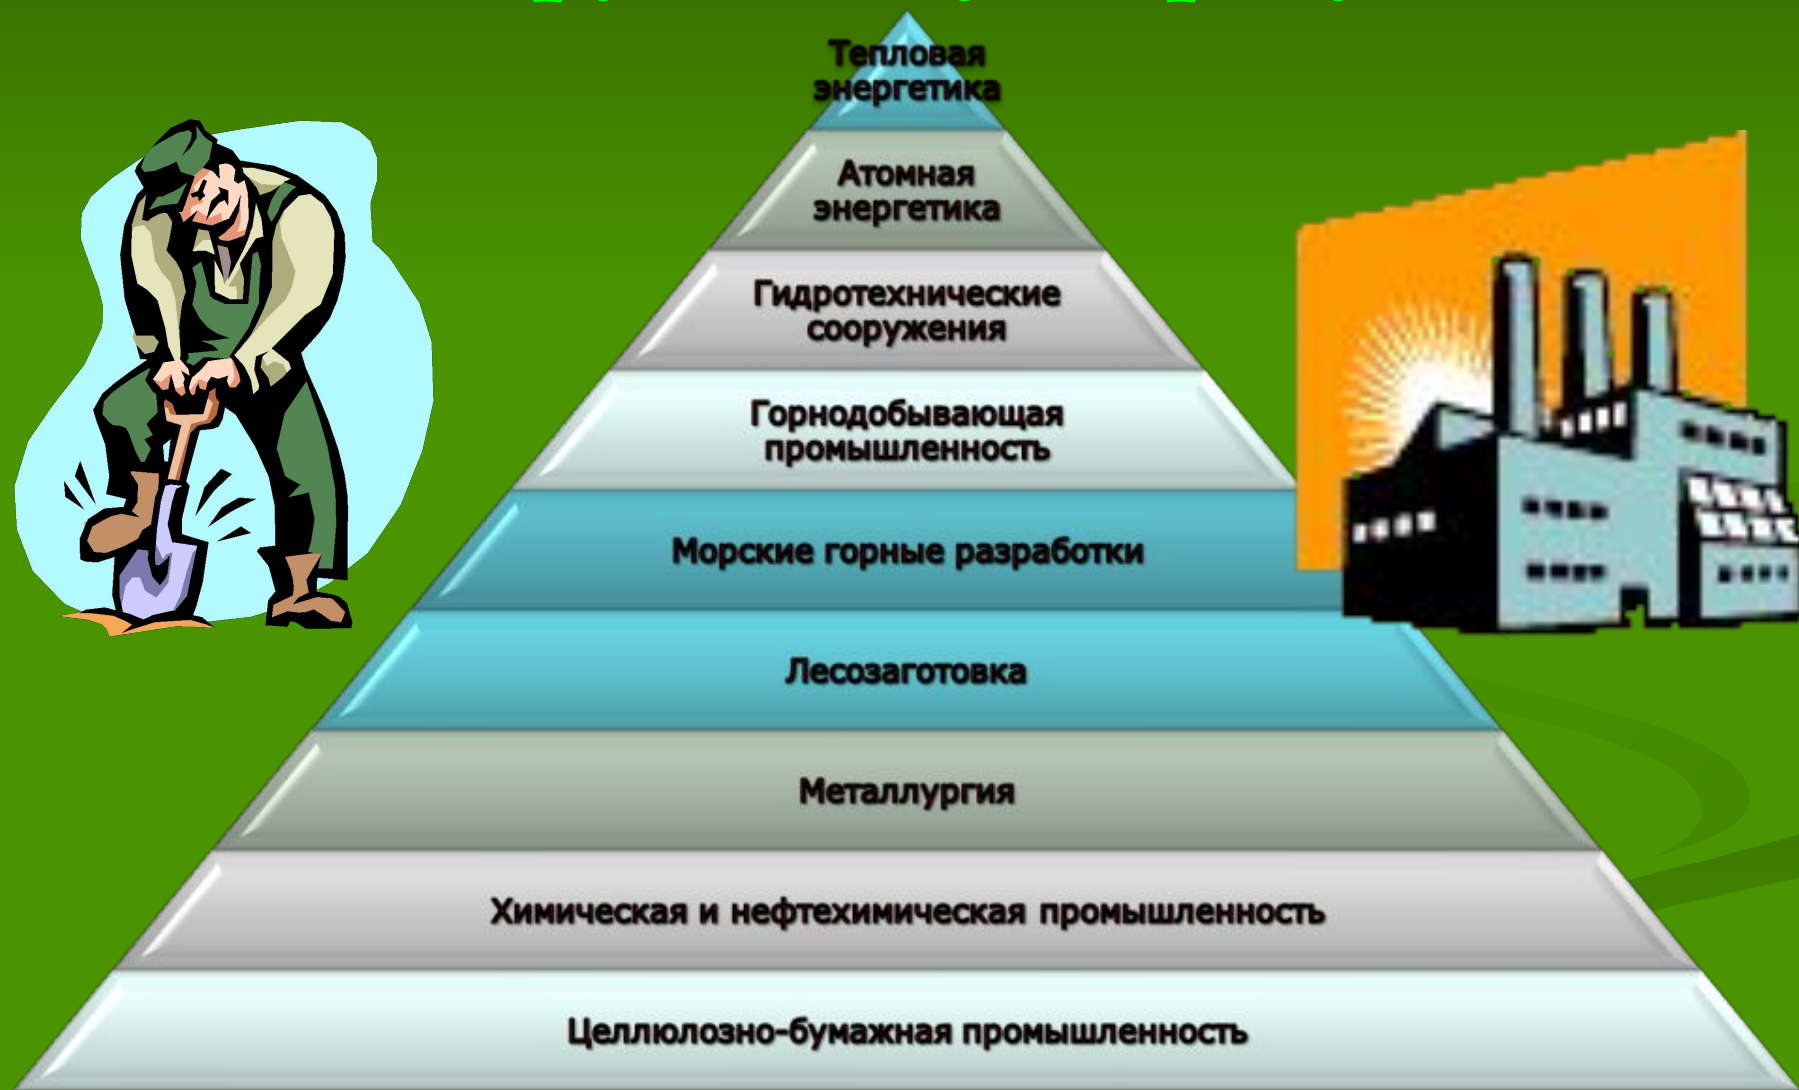 Тепловая
энергетика
Атомная
энергетика
Гидротехнические
сооружения
Горнодобывающая
промышленность
Морские горные разработки
Лесозаготовка
Металлургия
Химическая и нефтехимическая промышленность
Целлюлозно-бумажная промышленность